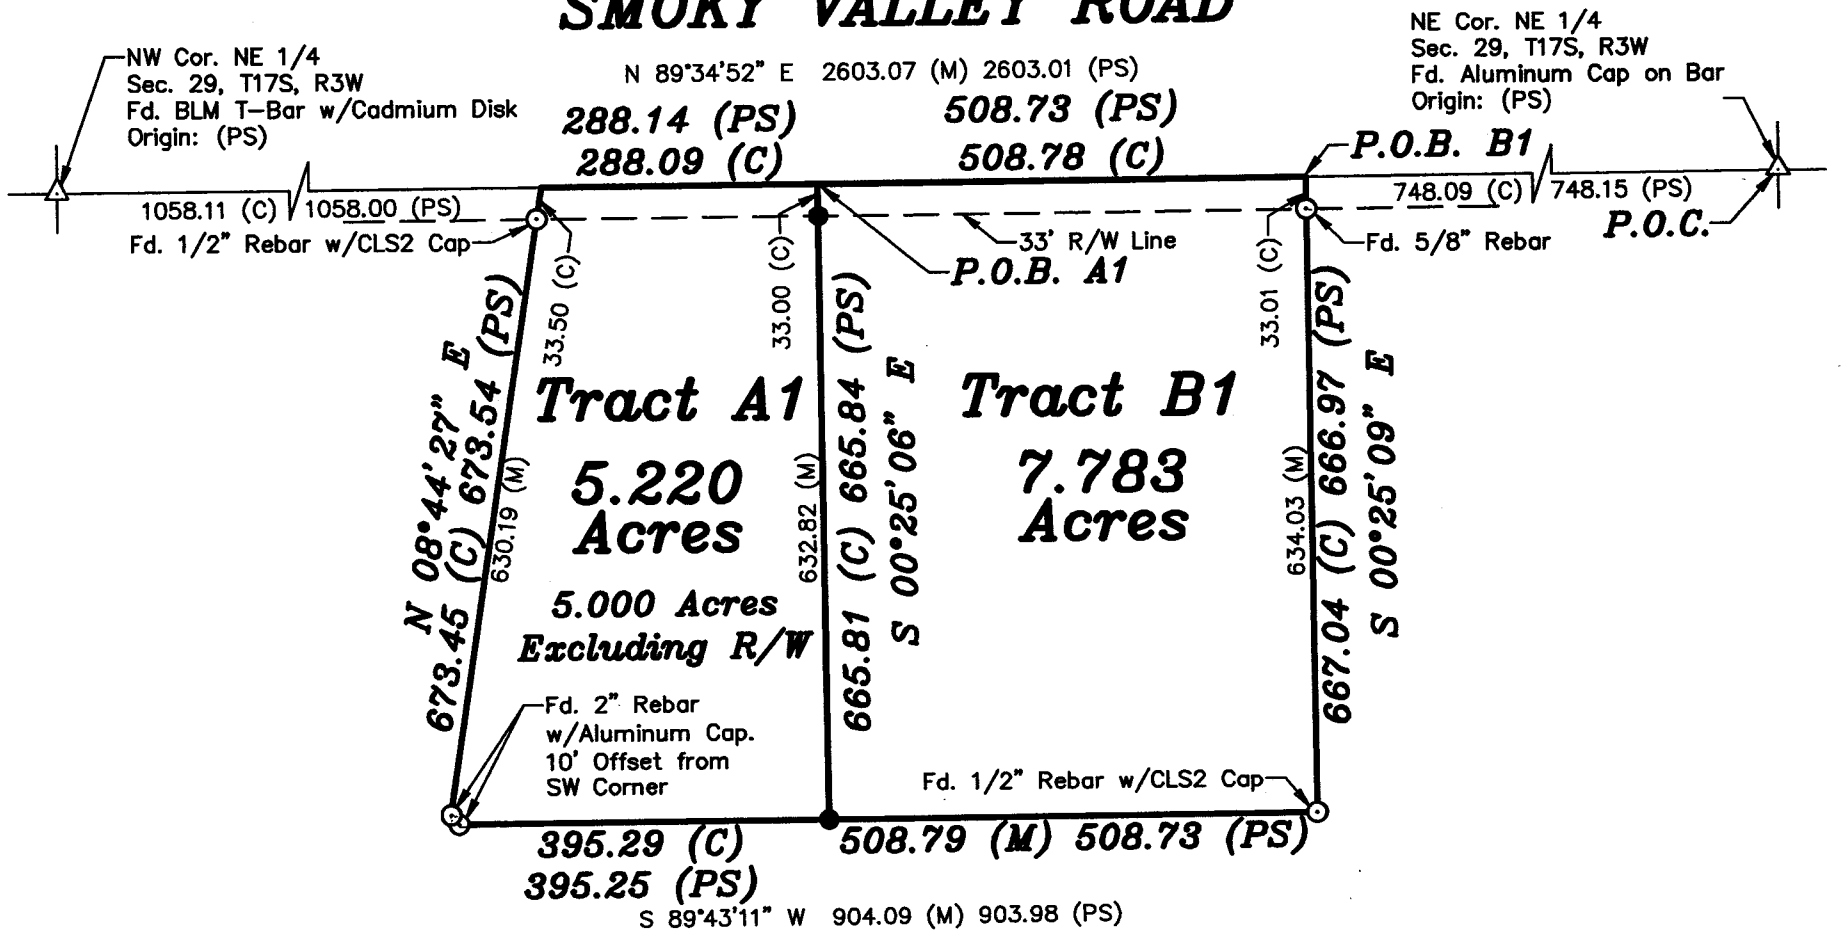 SMOKY VALLEY ROAD
NW Cor. NE 1/4
Sec. 29, T17S, R3W
Fd. BLM T-Bar w/Cadmium Disk
Origin: (PS)
N 89°34'52" E 2603.07 (M) 2603.01 (PS)
288.14 (PS)
288.09 (C)
508.73 (PS)
508.78 (C)
NE Cor. NE 1/4
Sec. 29, T17S, R3W
Fd. Aluminum Cap on Bar
Origin: (PS)
P.O.B. B1
1058.11 (C) 1058.00 (PS)
748.09 (C) 748.15 (PS)
P.O.C.
Fd. 1/2" Rebar w/CLS2 Cap
33' R/W Line
P.O.B. A1
Fd. 5/8" Rebar
33.50 (C)
33.00 (C)
33.01 (C)
N 08°44'27" E
673.45 (C) 673.54 (PS)
630.19 (M)
Tract A1
5.220
Acres
5.000 Acres
Excluding R/W
632.82 (M)
665.81 (C) 665.84 (PS)
S 00°25'06" E
Tract B1
7.783
Acres
634.03 (M)
667.04 (C) 666.97 (PS)
S 00°25'09" E
Fd. 2" Rebar
w/Aluminum Cap.
10' Offset from
SW Corner
Fd. 1/2" Rebar w/CLS2 Cap
395.29 (C)
395.25 (PS)
508.79 (M) 508.73 (PS)
S 89°43'11" W 904.09 (M) 903.98 (PS)